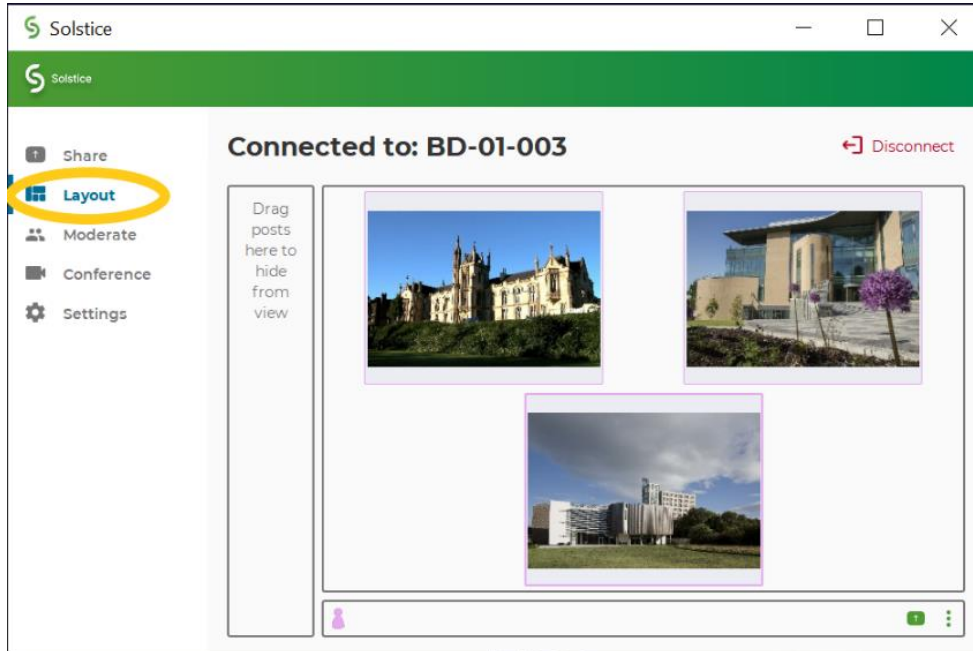 Solstice
Solstice
Connected to: BD-01-003
Disconnect
Share
Layout
Moderate
Conference
Settings
Drag
posts
here to
hide
from
view